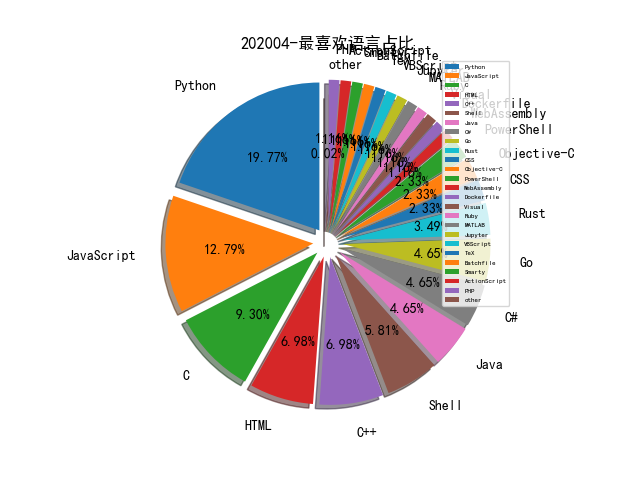 202004-最喜欢语言占比
other
Python
19.77%
JavaScript
12.79%
C
9.30%
HTML
6.98%
C++
6.98%
Shell
5.81%
Java
4.65%
C#
4.65%
Go
4.65%
Rust
3.49%
CSS
2.33%
Objective-C
2.33%
PowerShell
2.33%
0.02%
Python
JavaScript
C
HTML
C++
Shell
Java
C#
Go
Rust
CSS
Objective-C
PowerShell
WebAssembly
Dockerfile
Visual
Ruby
MATLAB
Jupyter
VBScript
TeX
Batchfile
Smarty
ActionScript
PHP
other